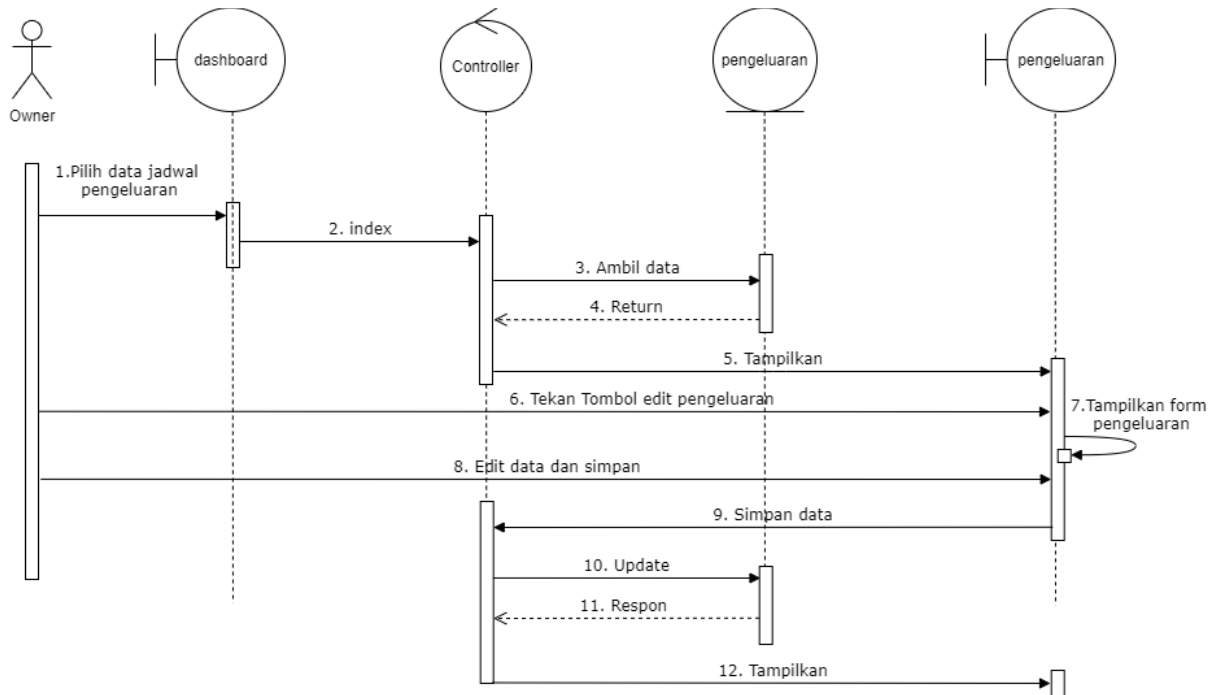 dashboard
Controller
pengeluaran
pengeluaran
Owner
1.Pilih data jadwal
pengeluaran
2. index
3. Ambil data
4. Return
5. Tampilkan
6. Tekan Tombol edit pengeluaran
7.Tampilkan form
pengeluaran
8. Edit data dan simpan
9. Simpan data
10. Update
11. Respon
12. Tampilkan